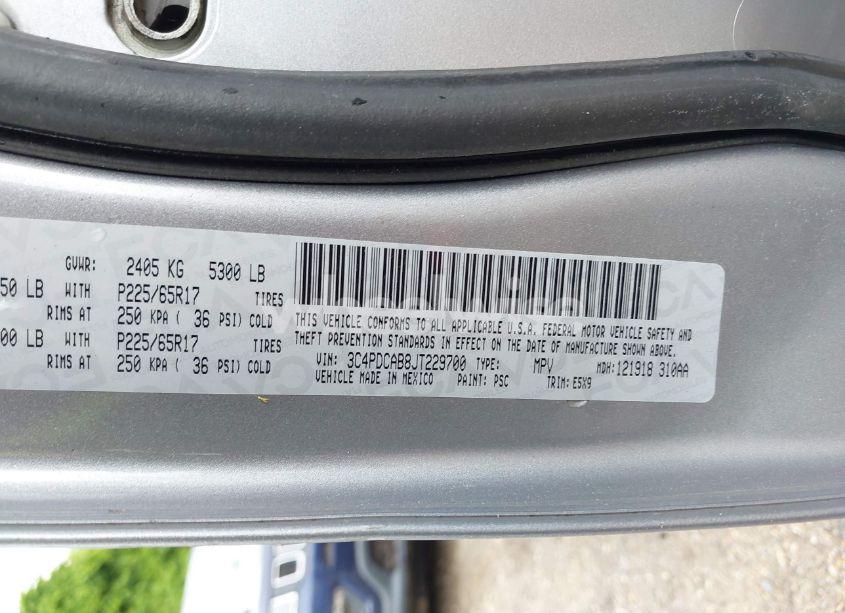 GVWR: 2405 KG 5300 LB
50 LB WITH P225/65R17 TIRES
RIMS AT 250 KPA ( 36 PSI) COLD
00 LB WITH P225/65R17 TIRES
RIMS AT 250 KPA ( 36 PSI) COLD
THIS VEHICLE CONFORMS TO ALL APPLICABLE U.S.A. FEDERAL MOTOR VEHICLE SAFETY AND
THEFT PREVENTION STANDARDS IN EFFECT ON THE DATE OF MANUFACTURE SHOWN ABOVE.
VIN: 3C4PDCAB8JT229700 TYPE: MPV MDH: 121918 310AA
VEHICLE MADE IN MEXICO PAINT: PSC TRIM: E5X9